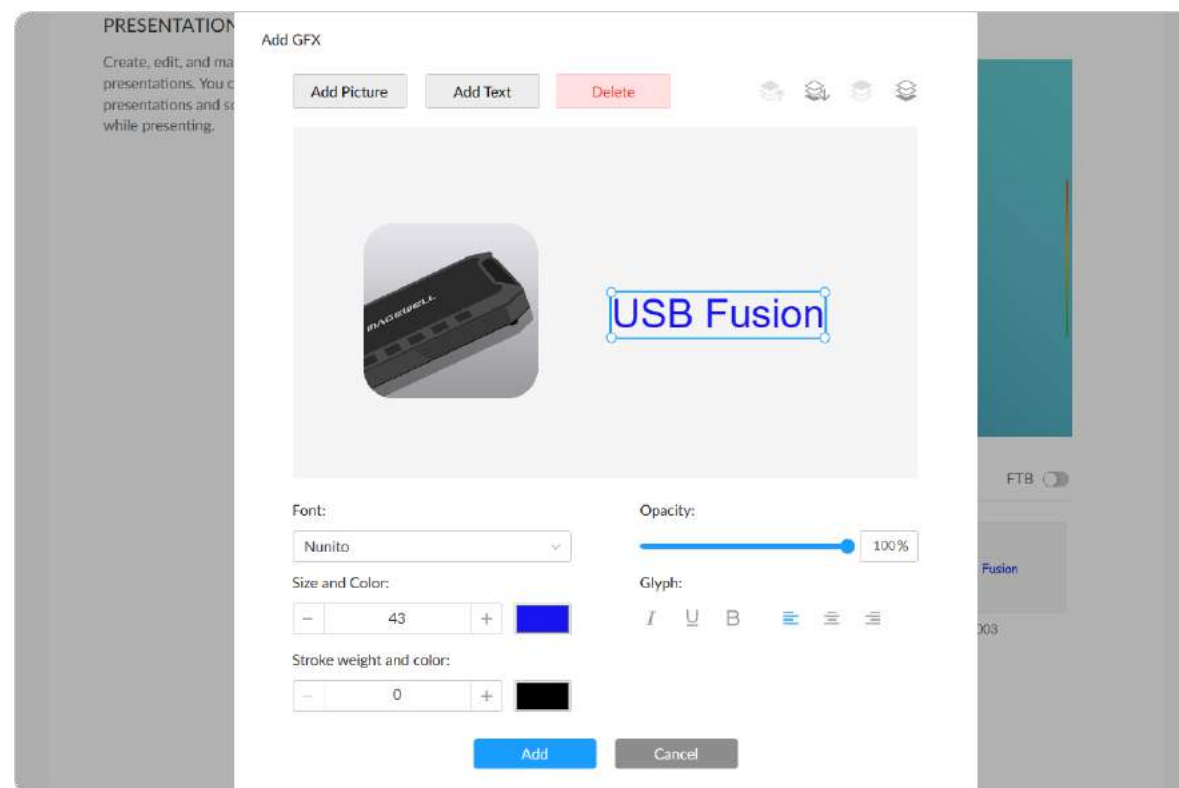 PRESENTATION
Add GFX
Create, edit, and ma
presentations. You c
presentations and sc
while presenting.
Add Picture Add Text Delete
MAGEWELL
USB Fusion
FTB
Font: Opacity:
Nunito 100%
Fusion
Size and Color: Glyph:
43 I U B
003
Stroke weight and color:
0
Add Cancel